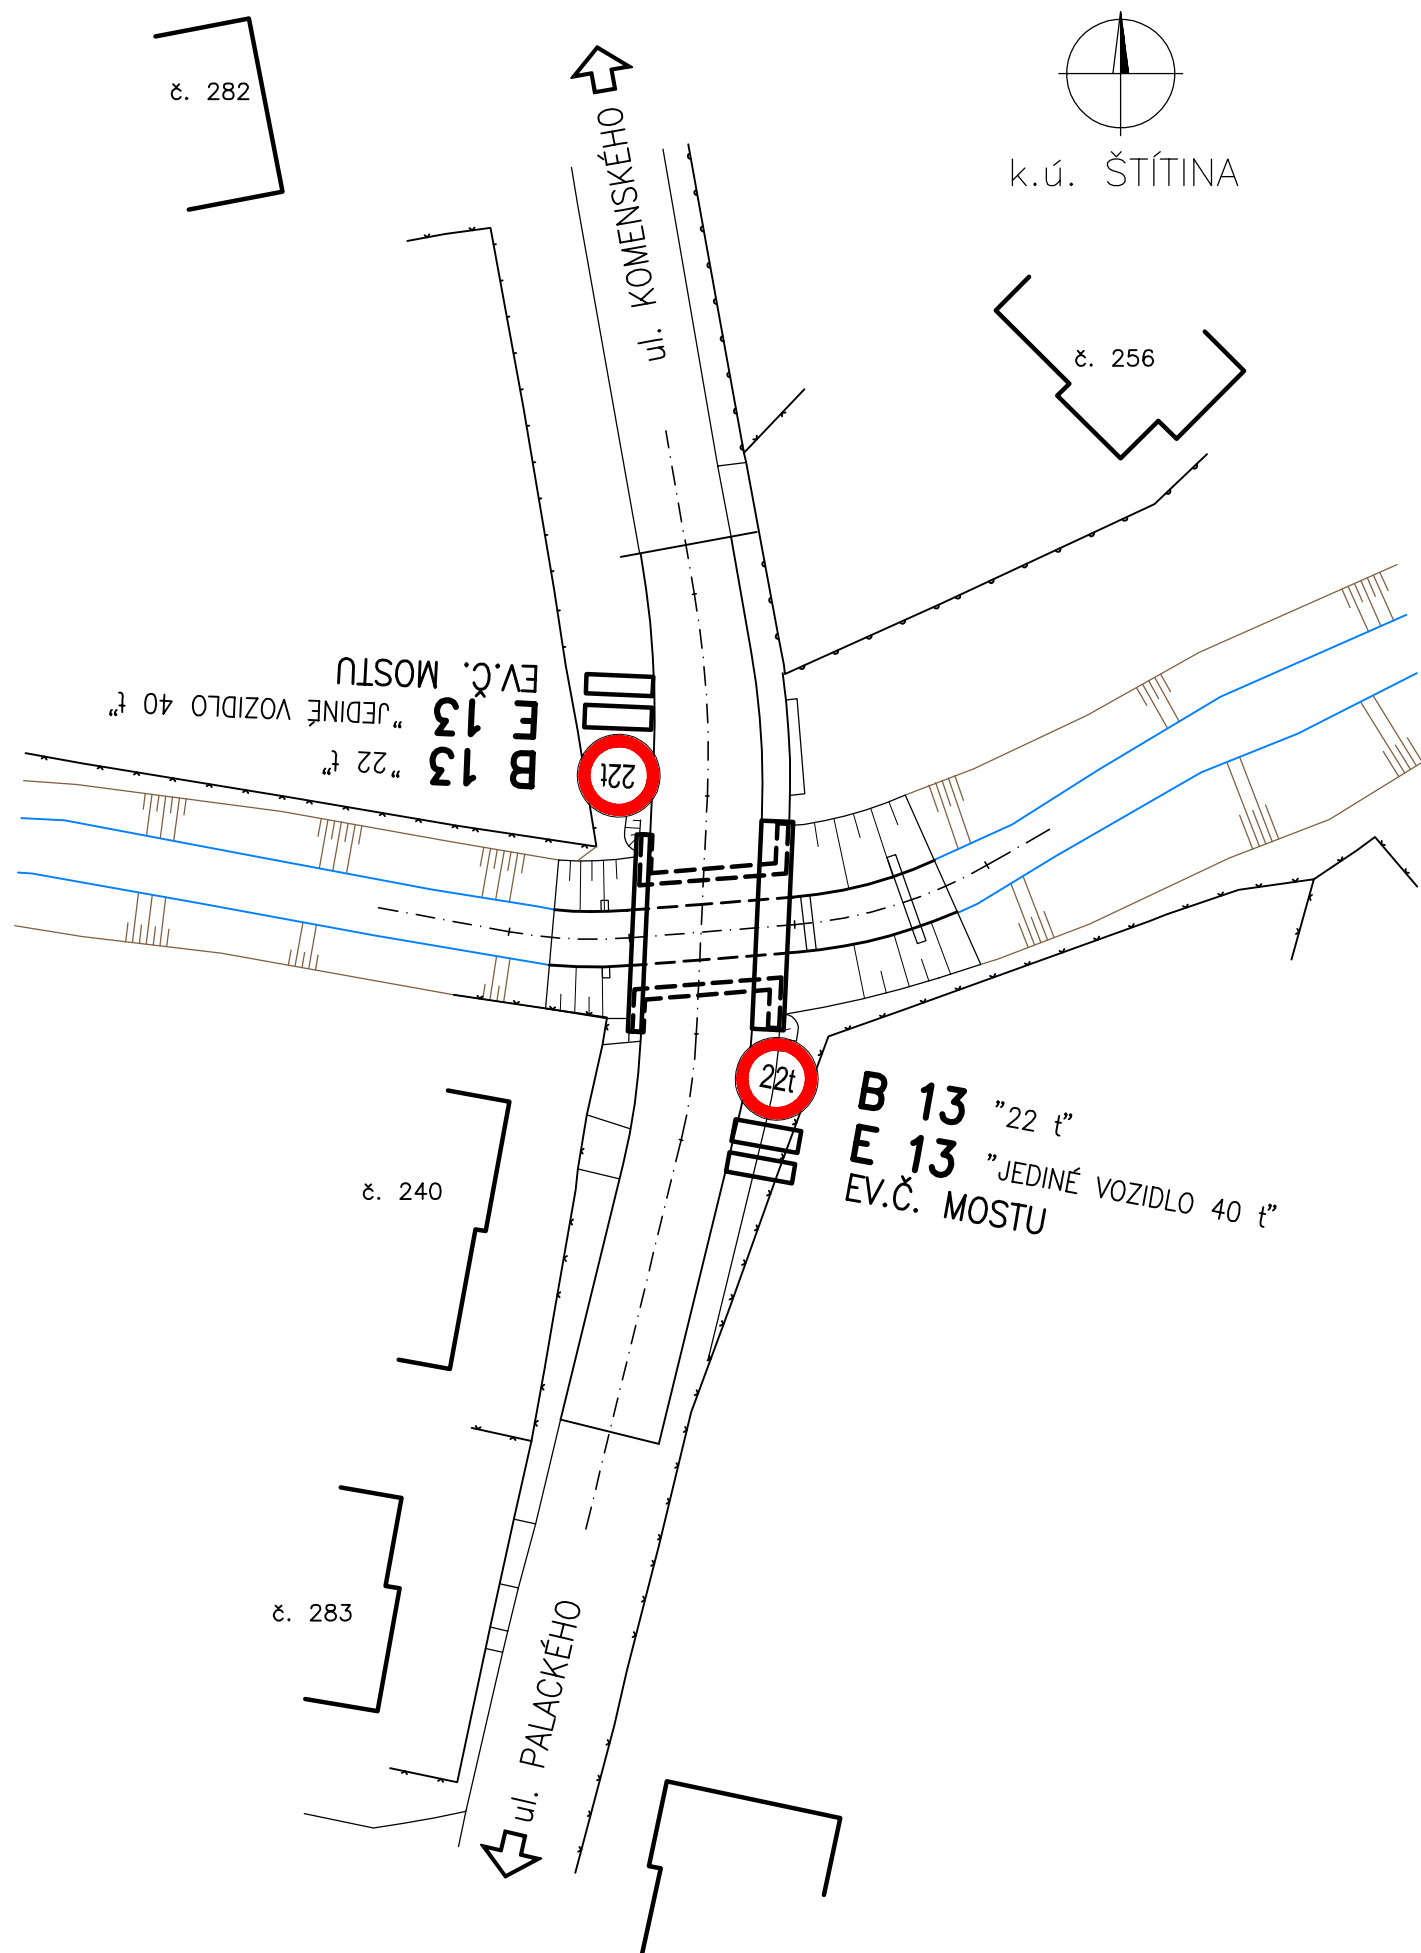 č. 282
ul. KOMENSKÉHO
k.ú. ŠTÍTINA
č. 256
EV.Č. MOSTU
E 13 "JEDINÉ VOZIDLO 40 t"
B 13 "22 t"
22t
22t
B 13 "22 t"
E 13 "JEDINÉ VOZIDLO 40 t"
EV.Č. MOSTU
č. 240
č. 283
ul. PALACKÉHO